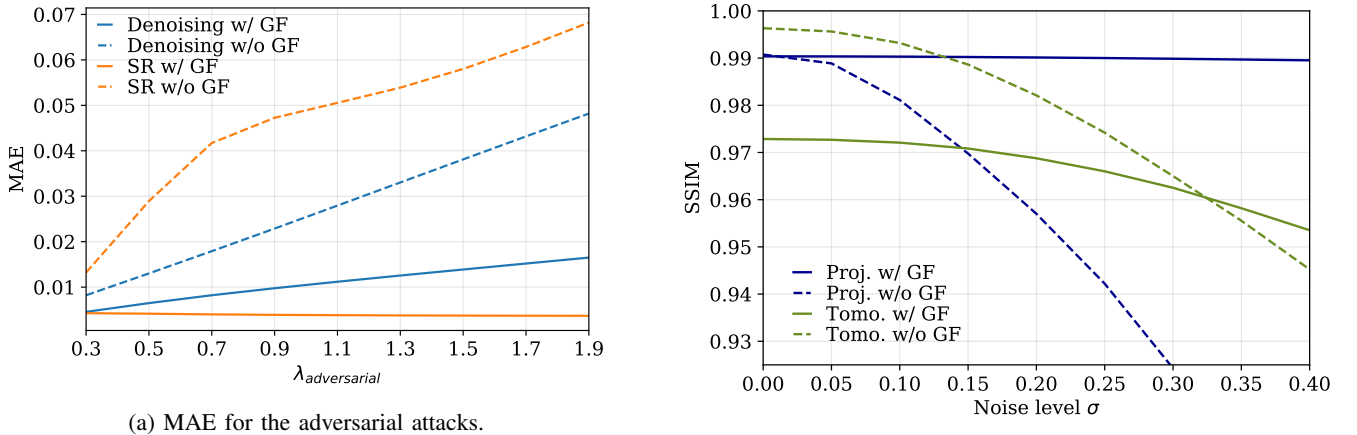 0.07
0.06
0.05
0.04
0.03
0.02
0.01
MAE
Denoising w/ GF
Denoising w/o GF
SR w/ GF
SR w/o GF
0.3 0.5 0.7 0.9 1.1 1.3 1.5 1.7 1.9
λadversarial
(a) MAE for the adversarial attacks.
1.00
0.99
0.98
0.97
0.96
0.95
0.94
0.93
SSIM
Proj. w/ GF
Proj. w/o GF
Tomo. w/ GF
Tomo. w/o GF
0.00 0.05 0.10 0.15 0.20 0.25 0.30 0.35 0.40
Noise level σ